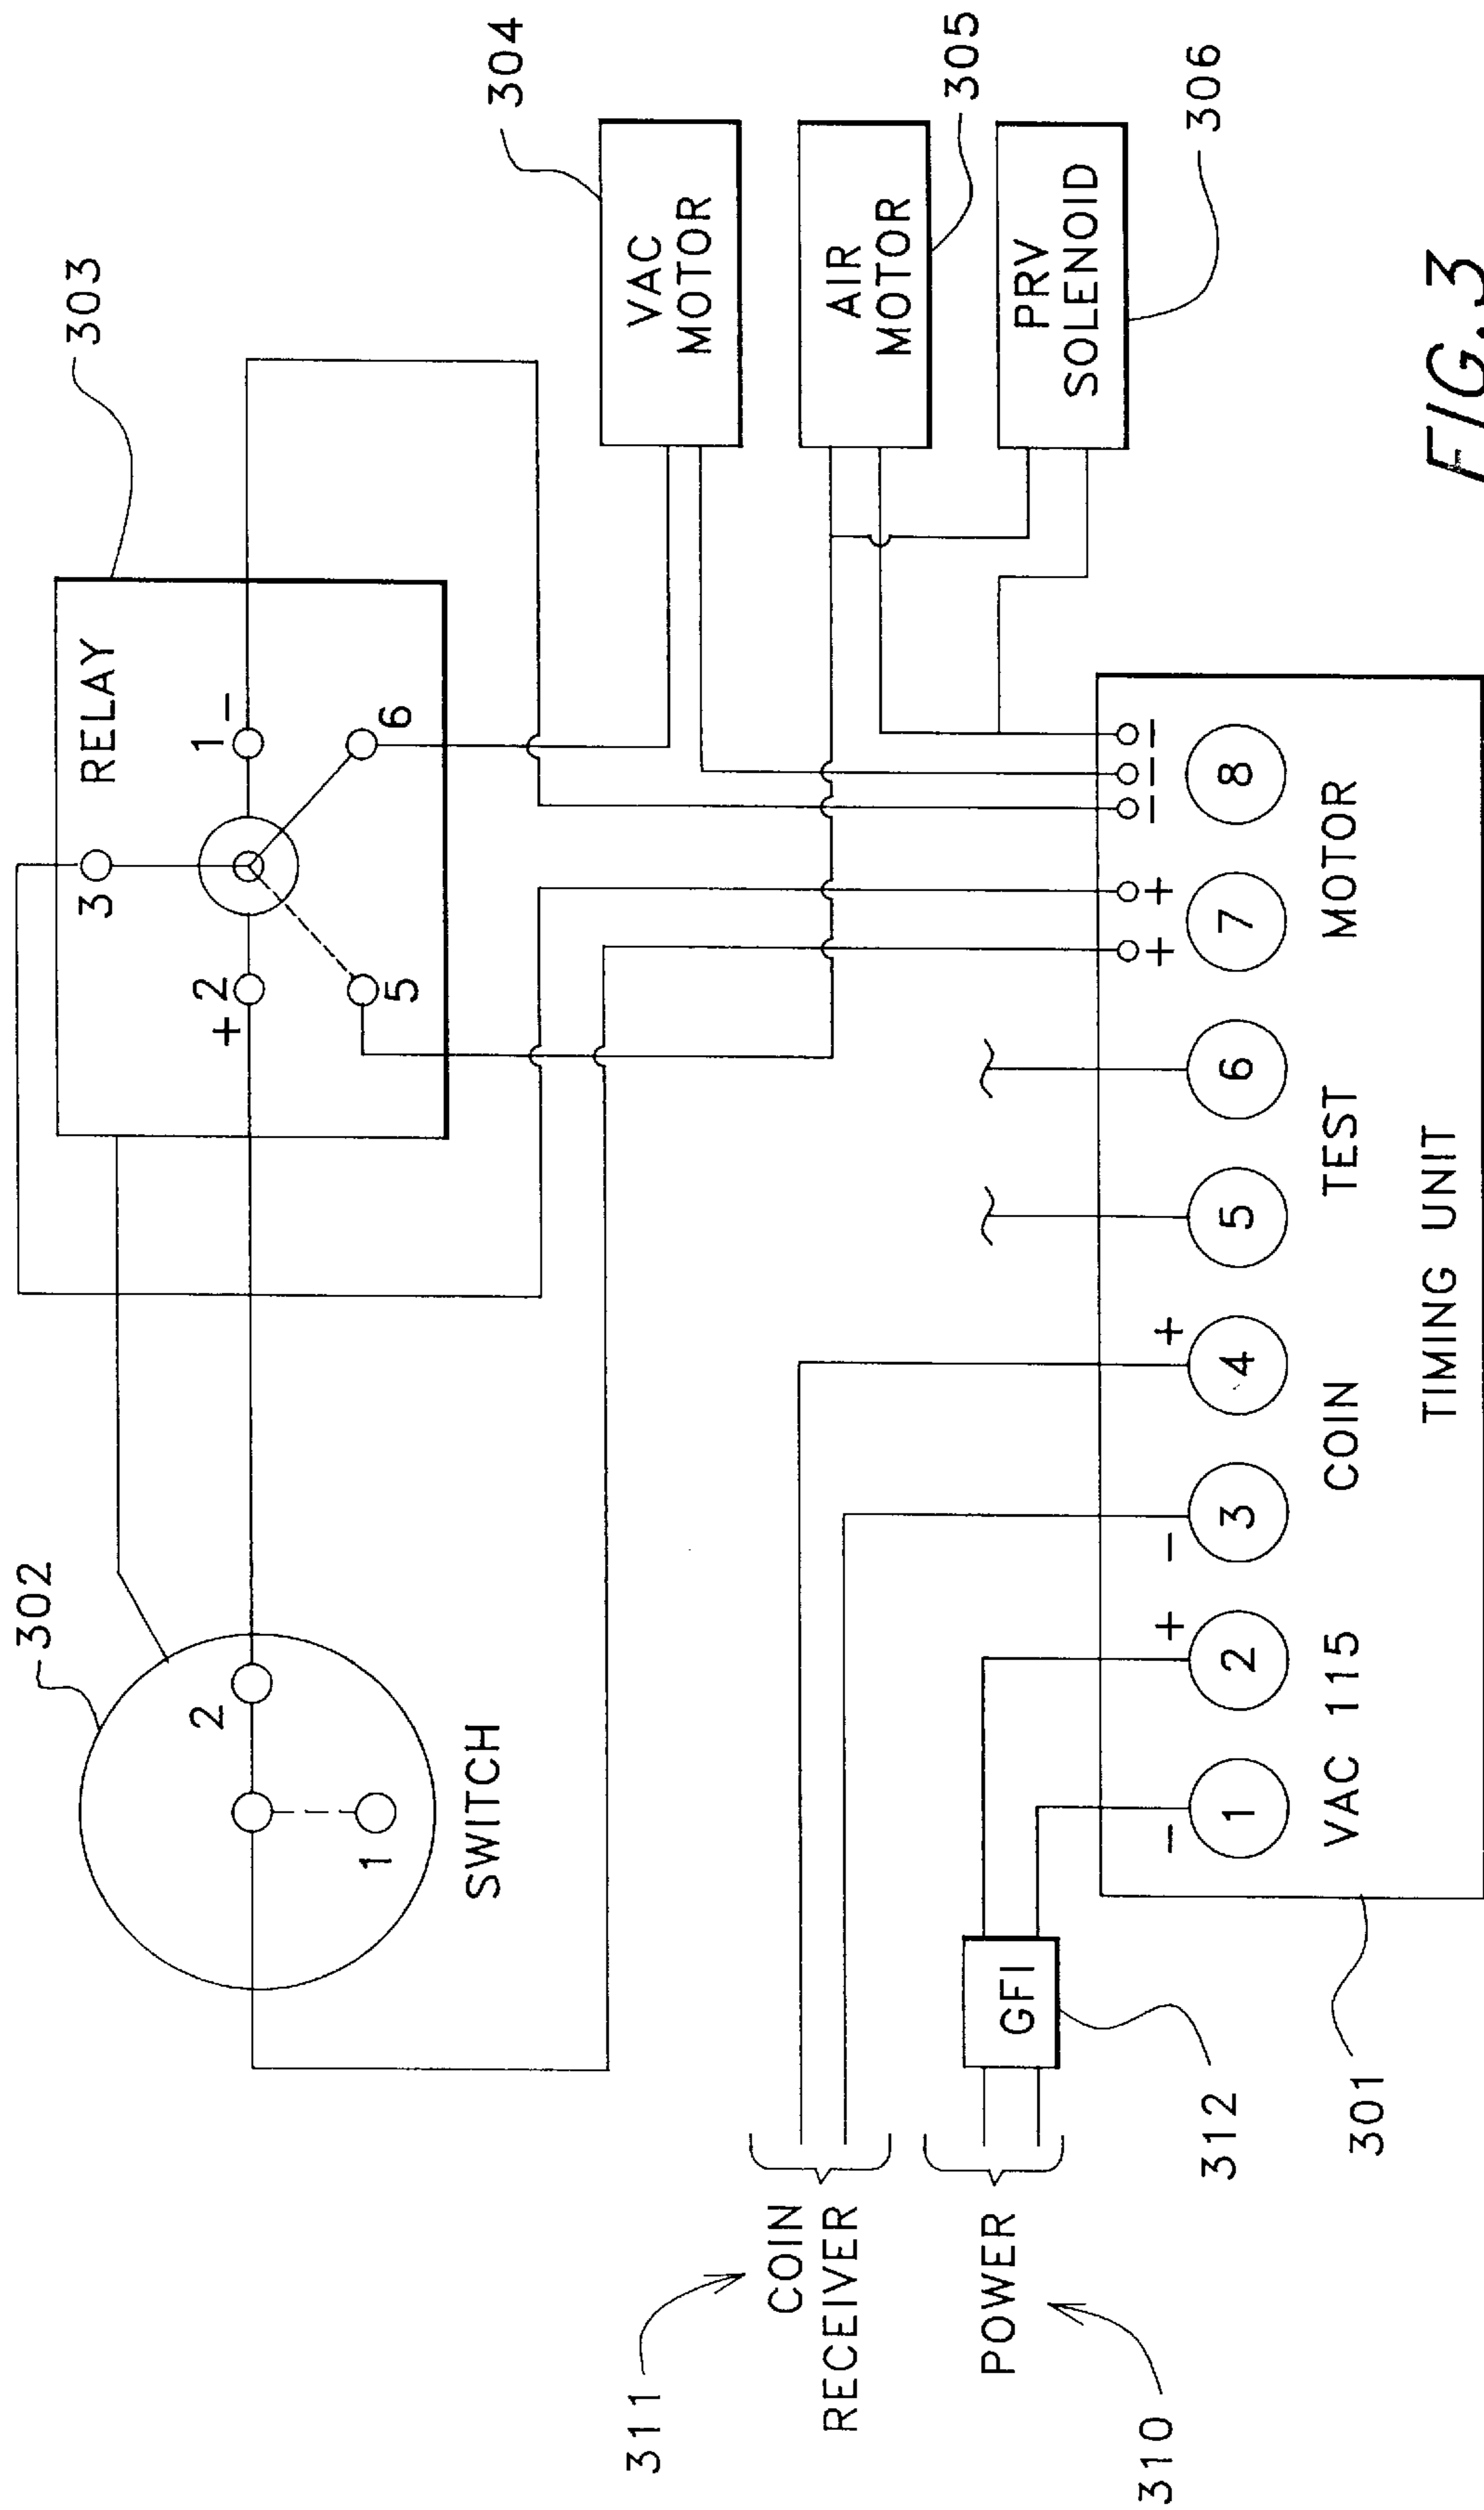 303
304
305
306
302
RELAY
3
1 −
+ 2
5
6
2
1
SWITCH
VAC
MOTOR
AIR
MOTOR
PRV
SOLENOID
311
COIN
RECEIVER
310
POWER
GFI
312
− + − + + + − − −
1 2 3 4 5 6 7 8
VAC 115 COIN TEST MOTOR
TIMING UNIT
301
FIG.3